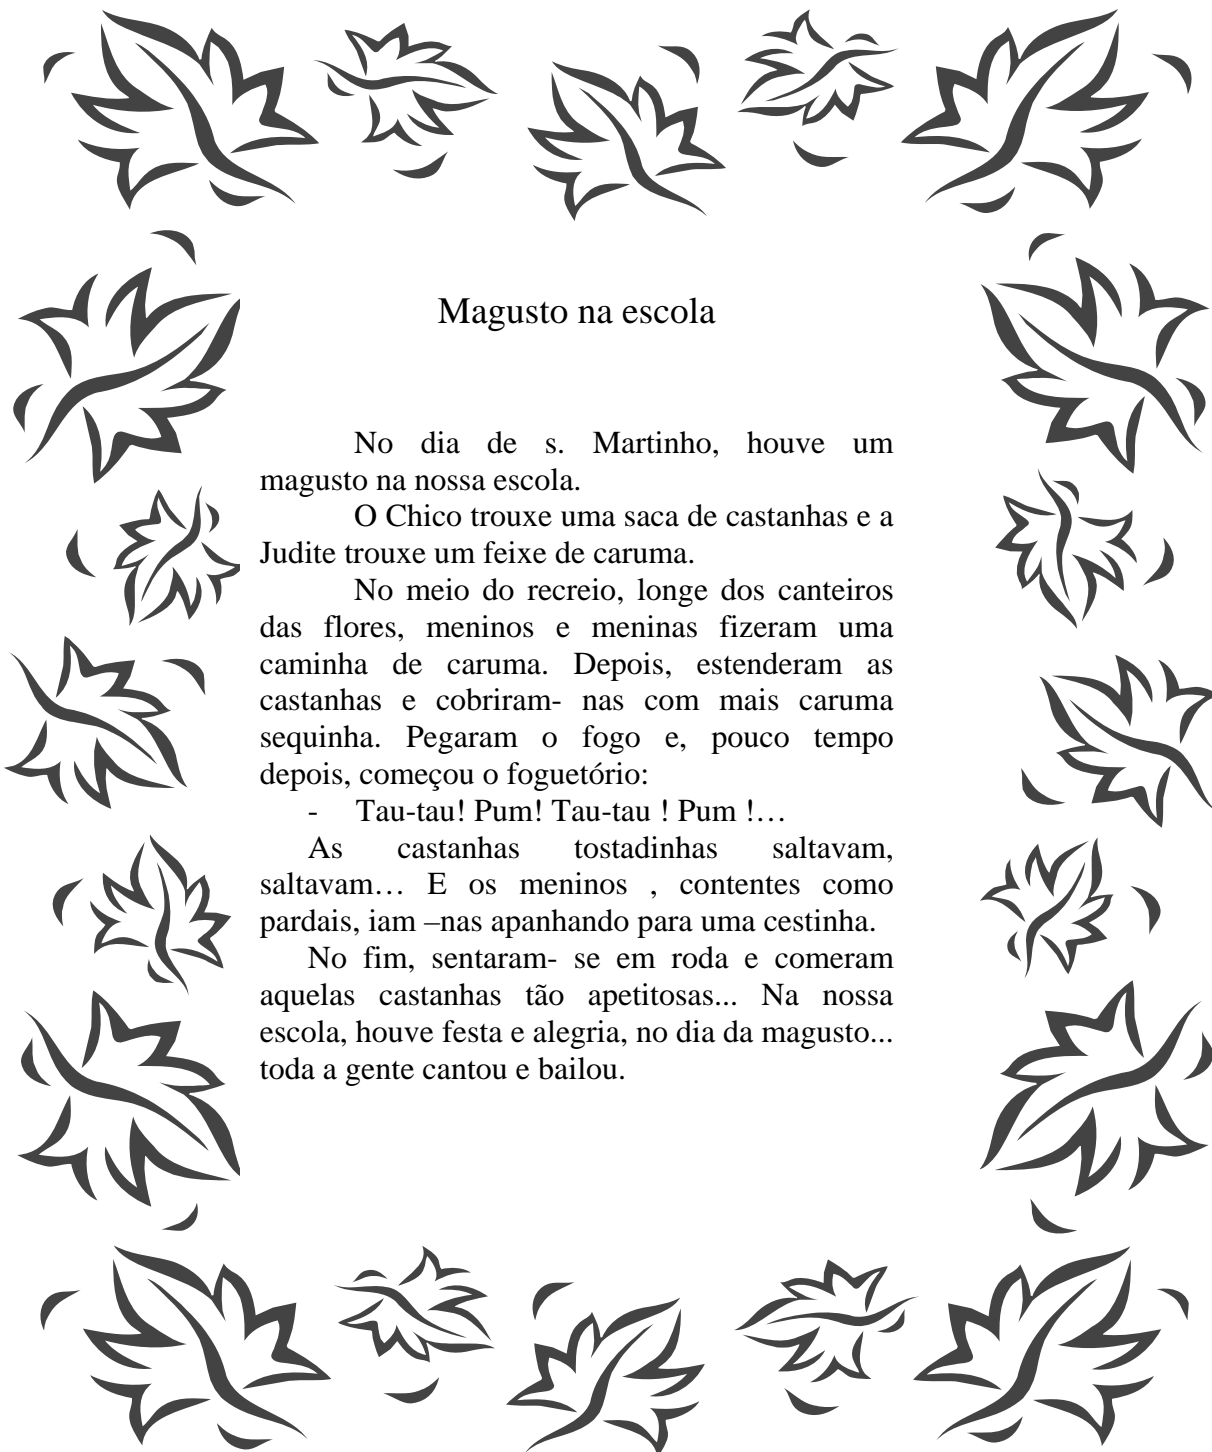 Magusto na escola
No dia de s. Martinho, houve um
magusto na nossa escola.
O Chico trouxe uma saca de castanhas e a
Judite trouxe um feixe de caruma.
No meio do recreio, longe dos canteiros
das flores, meninos e meninas fizeram uma
caminha de caruma. Depois, estenderam as
castanhas e cobriram- nas com mais caruma
sequinha. Pegaram o fogo e, pouco tempo
depois, começou o foguetório:
- Tau-tau! Pum! Tau-tau ! Pum !…
As castanhas tostadinhas saltavam,
saltavam… E os meninos , contentes como
pardais, iam –nas apanhando para uma cestinha.
No fim, sentaram- se em roda e comeram
aquelas castanhas tão apetitosas... Na nossa
escola, houve festa e alegria, no dia da magusto...
toda a gente cantou e bailou.